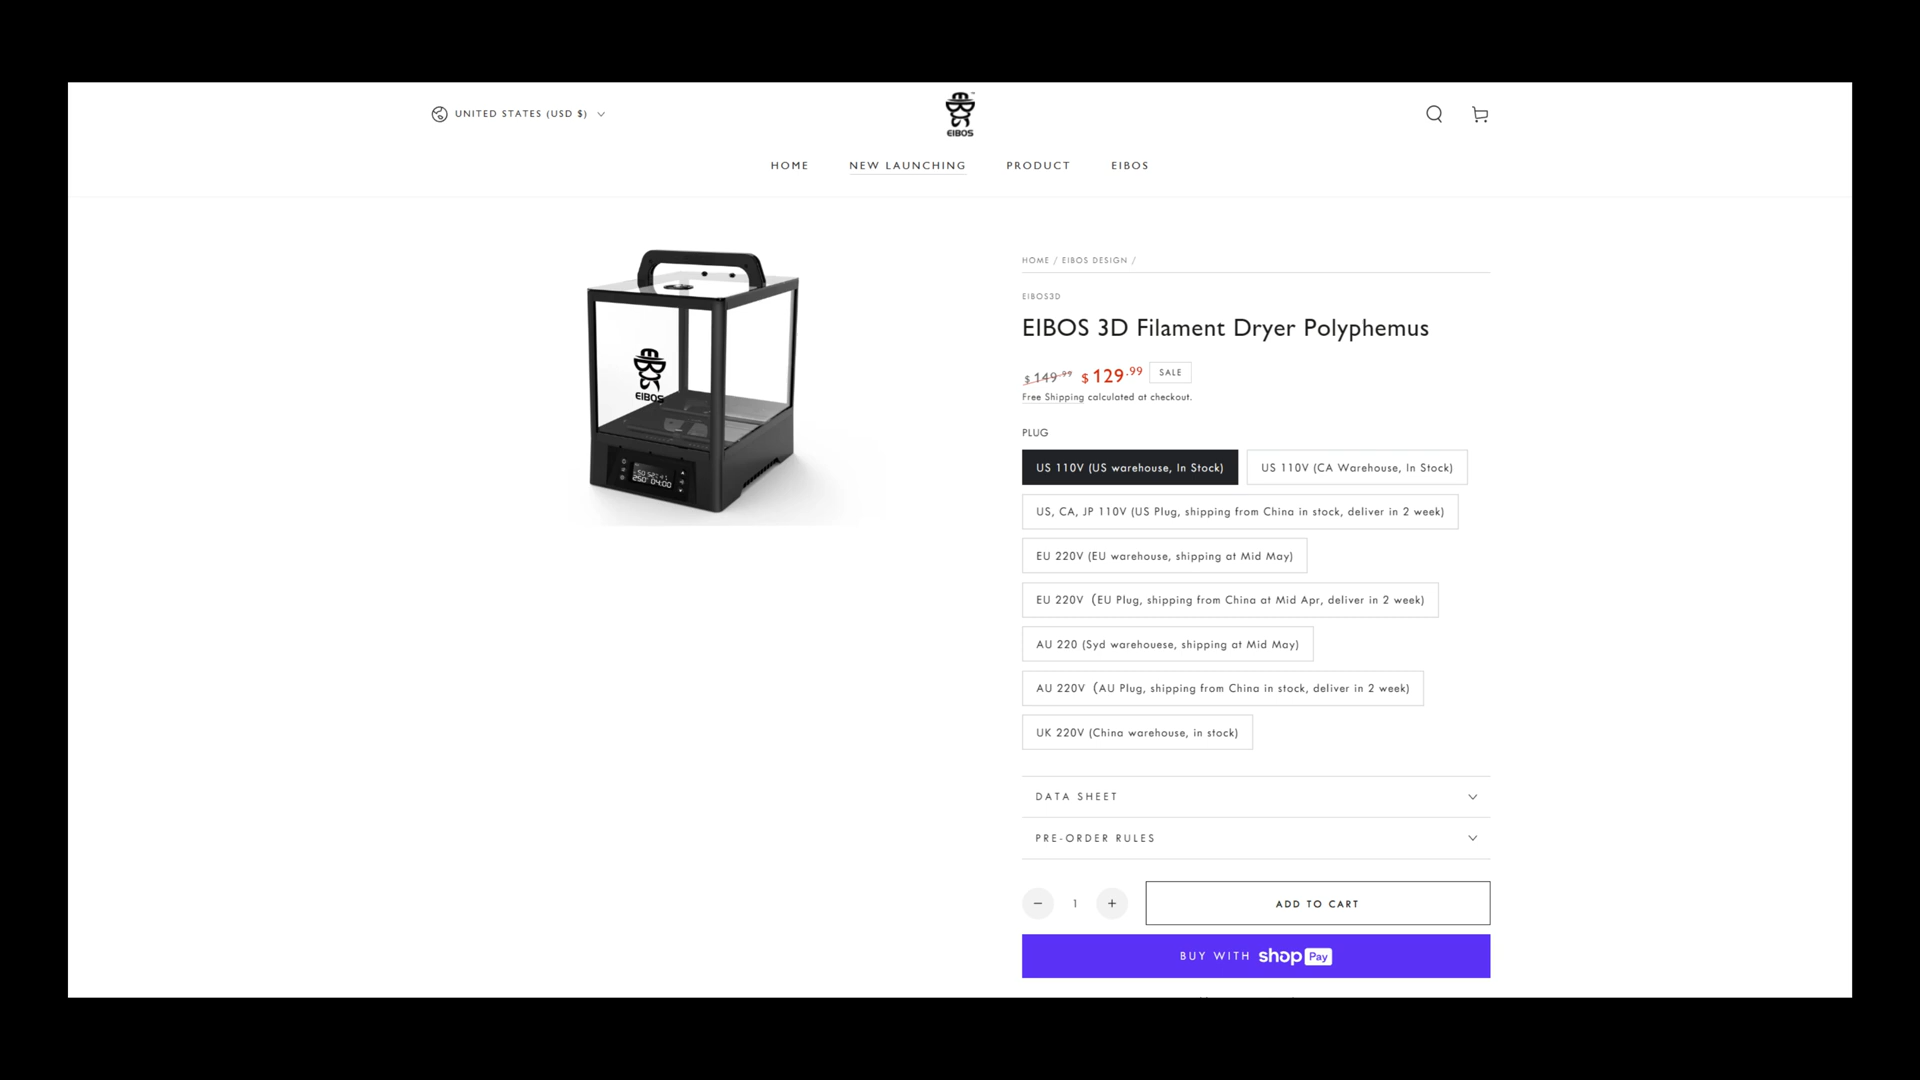 UNITED STATES (USD $)
EIBOS
HOME
NEW LAUNCHING
PRODUCT
EIBOS
EIBOS
HOME / EIBOS DESIGN /
EIBOS3D
EIBOS 3D Filament Dryer Polyphemus
$149.99 $129.99 SALE
Free Shipping calculated at checkout.
PLUG
US 110V (US warehouse, In Stock)
US 110V (CA Warehouse, In Stock)
US, CA, JP 110V (US Plug, shipping from China in stock, deliver in 2 week)
EU 220V (EU warehouse, shipping at Mid May)
EU 220V（EU Plug, shipping from China at Mid Apr, deliver in 2 week)
AU 220 (Syd warehouese, shipping at Mid May)
AU 220V（AU Plug, shipping from China in stock, deliver in 2 week)
UK 220V (China warehouse, in stock)
DATA SHEET
PRE-ORDER RULES
− 1 +
ADD TO CART
BUY WITH shop Pay